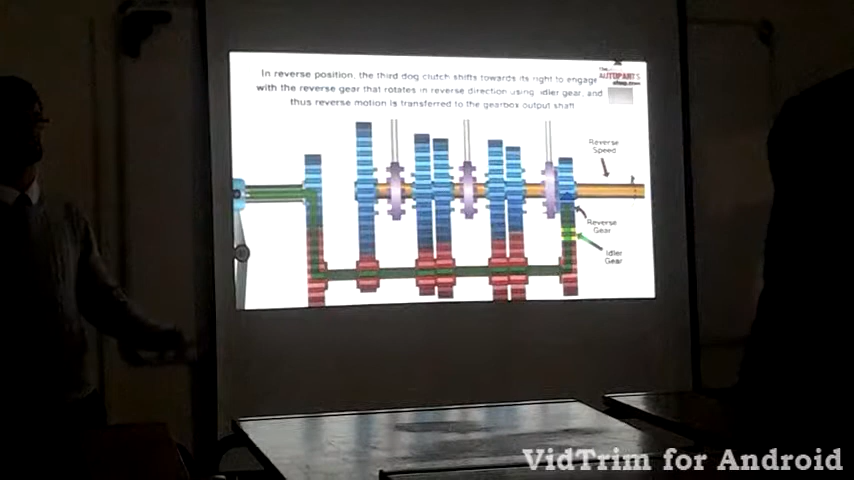 In reverse position, the third dog clutch shifts towards its right to engage
with the reverse gear that rotates in reverse direction using idler gear, and
thus reverse motion is transferred to the gearbox output shaft
AUTOPARTS
Reverse
Speed
Reverse
Gear
Idler
Gear
VidTrim for Android